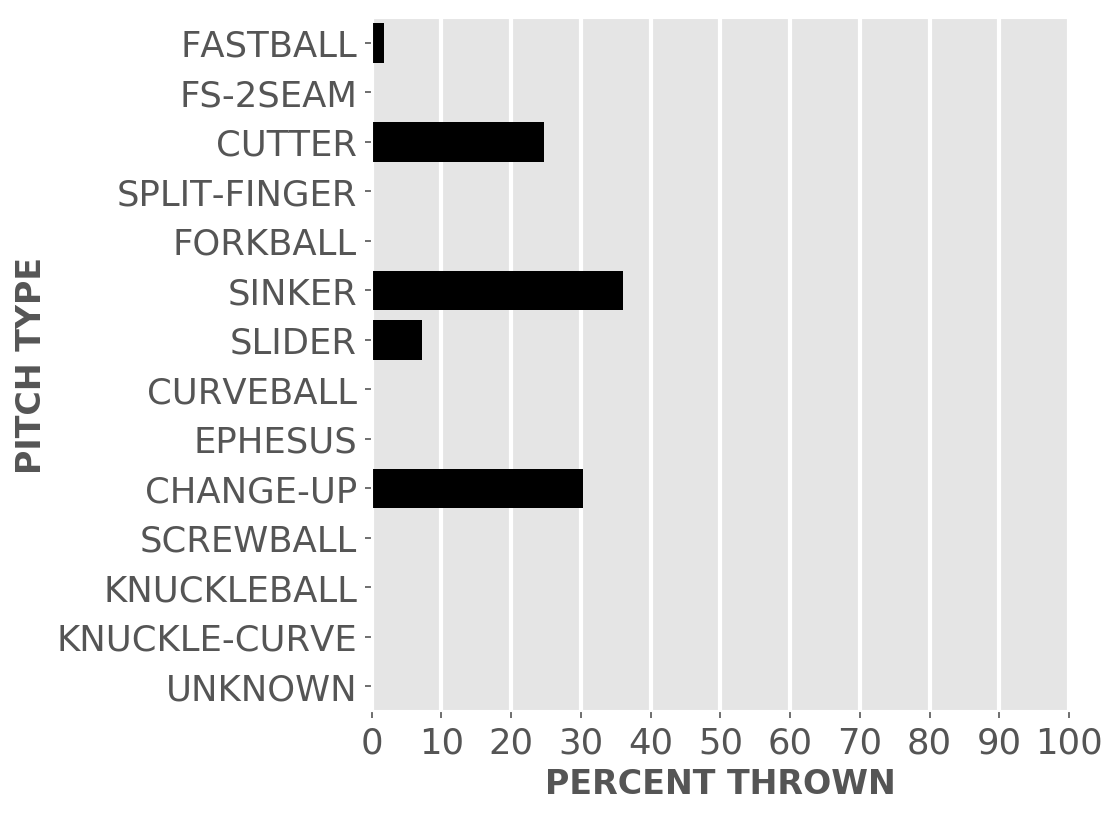 FASTBALL
FS-2SEAM
CUTTER
SPLIT-FINGER
FORKBALL
SINKER
SLIDER
CURVEBALL
EPHESUS
CHANGE-UP
SCREWBALL
KNUCKLEBALL
KNUCKLE-CURVE
UNKNOWN
PITCH TYPE
0 10 20 30 40 50 60 70 80 90 100
PERCENT THROWN